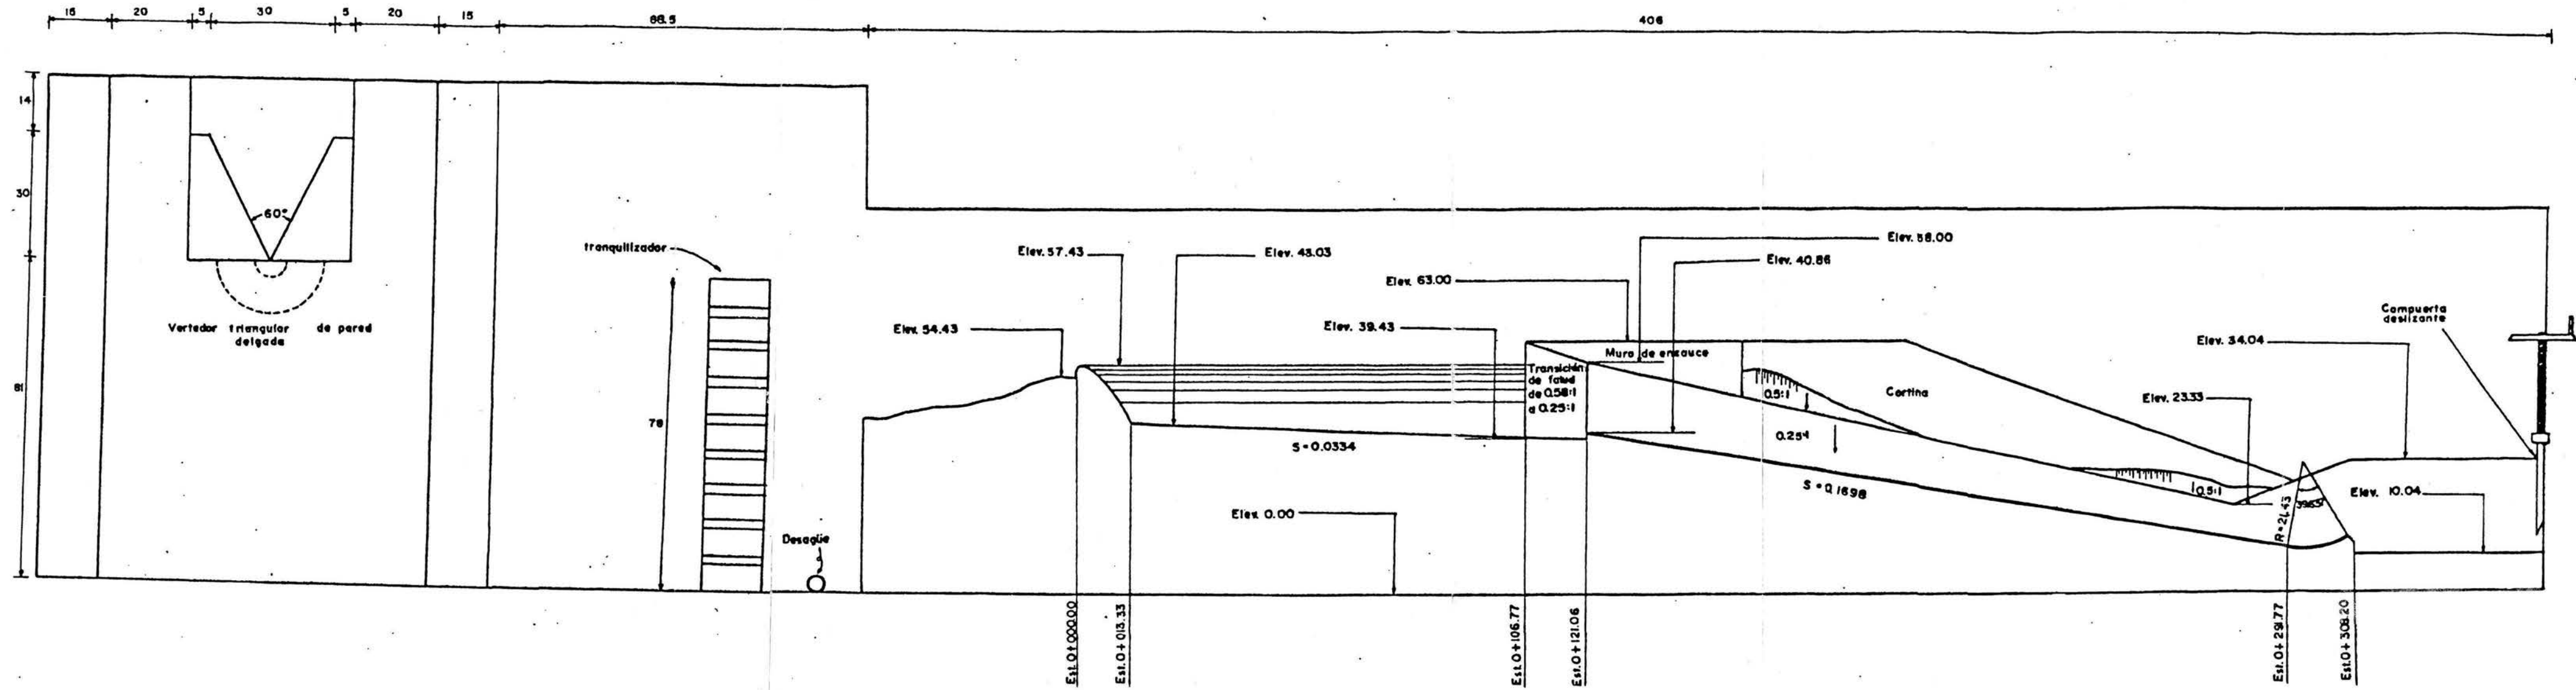 15 20 5 30 5 20 15 88.5 406
14
30
81
60°
Vertedor triangular de pared
delgada
tranquilizador
78
Desagüe
Elev. 57.43
Elev. 43.03
Elev. 54.43
Elev. 39.43
Elev. 63.00
Elev. 58.00
Elev. 40.86
Muro de encauce
Transición
de talud
de 0.58:1
a 0.25:1
0.5:1
Cortina
0.25:1
S = 0.0334
S = 0.1698
Elev. 0.00
Elev. 34.04
Elev. 23.33
0.5:1
R = 21.43
Elev. 10.04
Compuerta
deslizante
Est. 0+000.00
Est. 0+013.33
Est. 0+106.77
Est. 0+121.06
Est. 0+291.77
Est. 0+308.20